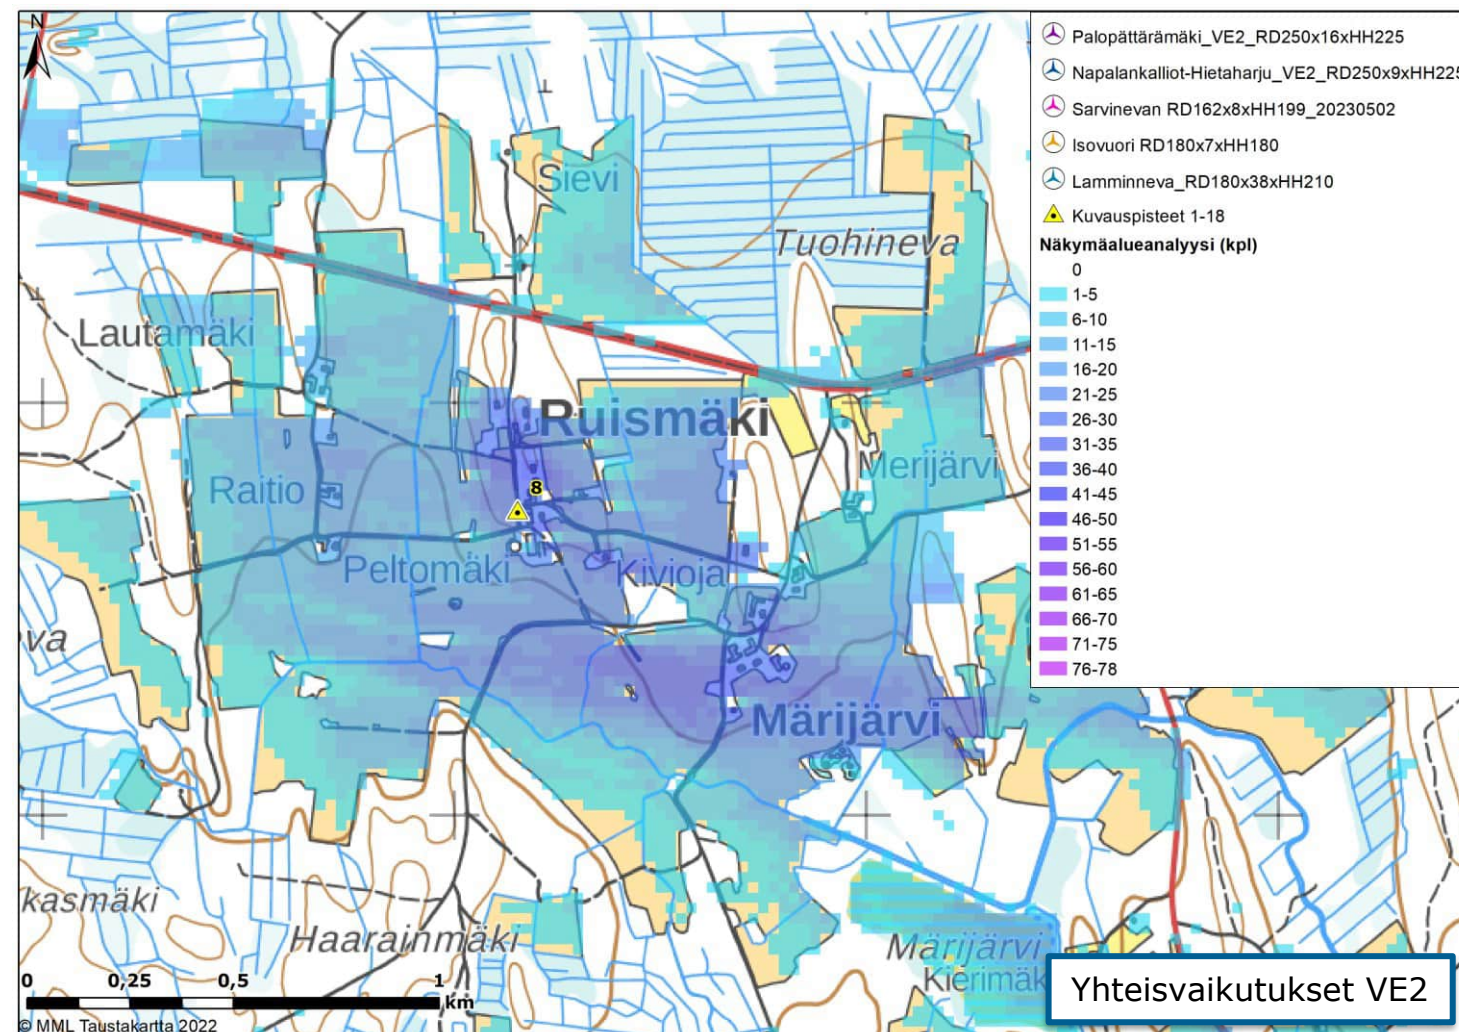 N
Palopättärämäki_VE2_RD250x16xHH225
Napalankalliot-Hietaharju_VE2_RD250x9xHH225
Sarvinevan RD162x8xHH199_20230502
Isovuori RD180x7xHH180
Lamminneva_RD180x38xHH210
Kuvauspisteet 1-18
Näkymäalueanalyysi (kpl)
0
1-5
6-10
11-15
16-20
21-25
26-30
31-35
36-40
41-45
46-50
51-55
56-60
61-65
66-70
71-75
76-78
Sievi
Tuohineva
Lautamäki
Ruismäki
Merijärvi
Raitio
8
Peltomäki
Kivioja
va
Märijärvi
kasmäki
Haarainmäki
Märijärvi
Kierimäk
0 0,25 0,5 1
km
© MML Taustakartta 2022
Yhteisvaikutukset VE2